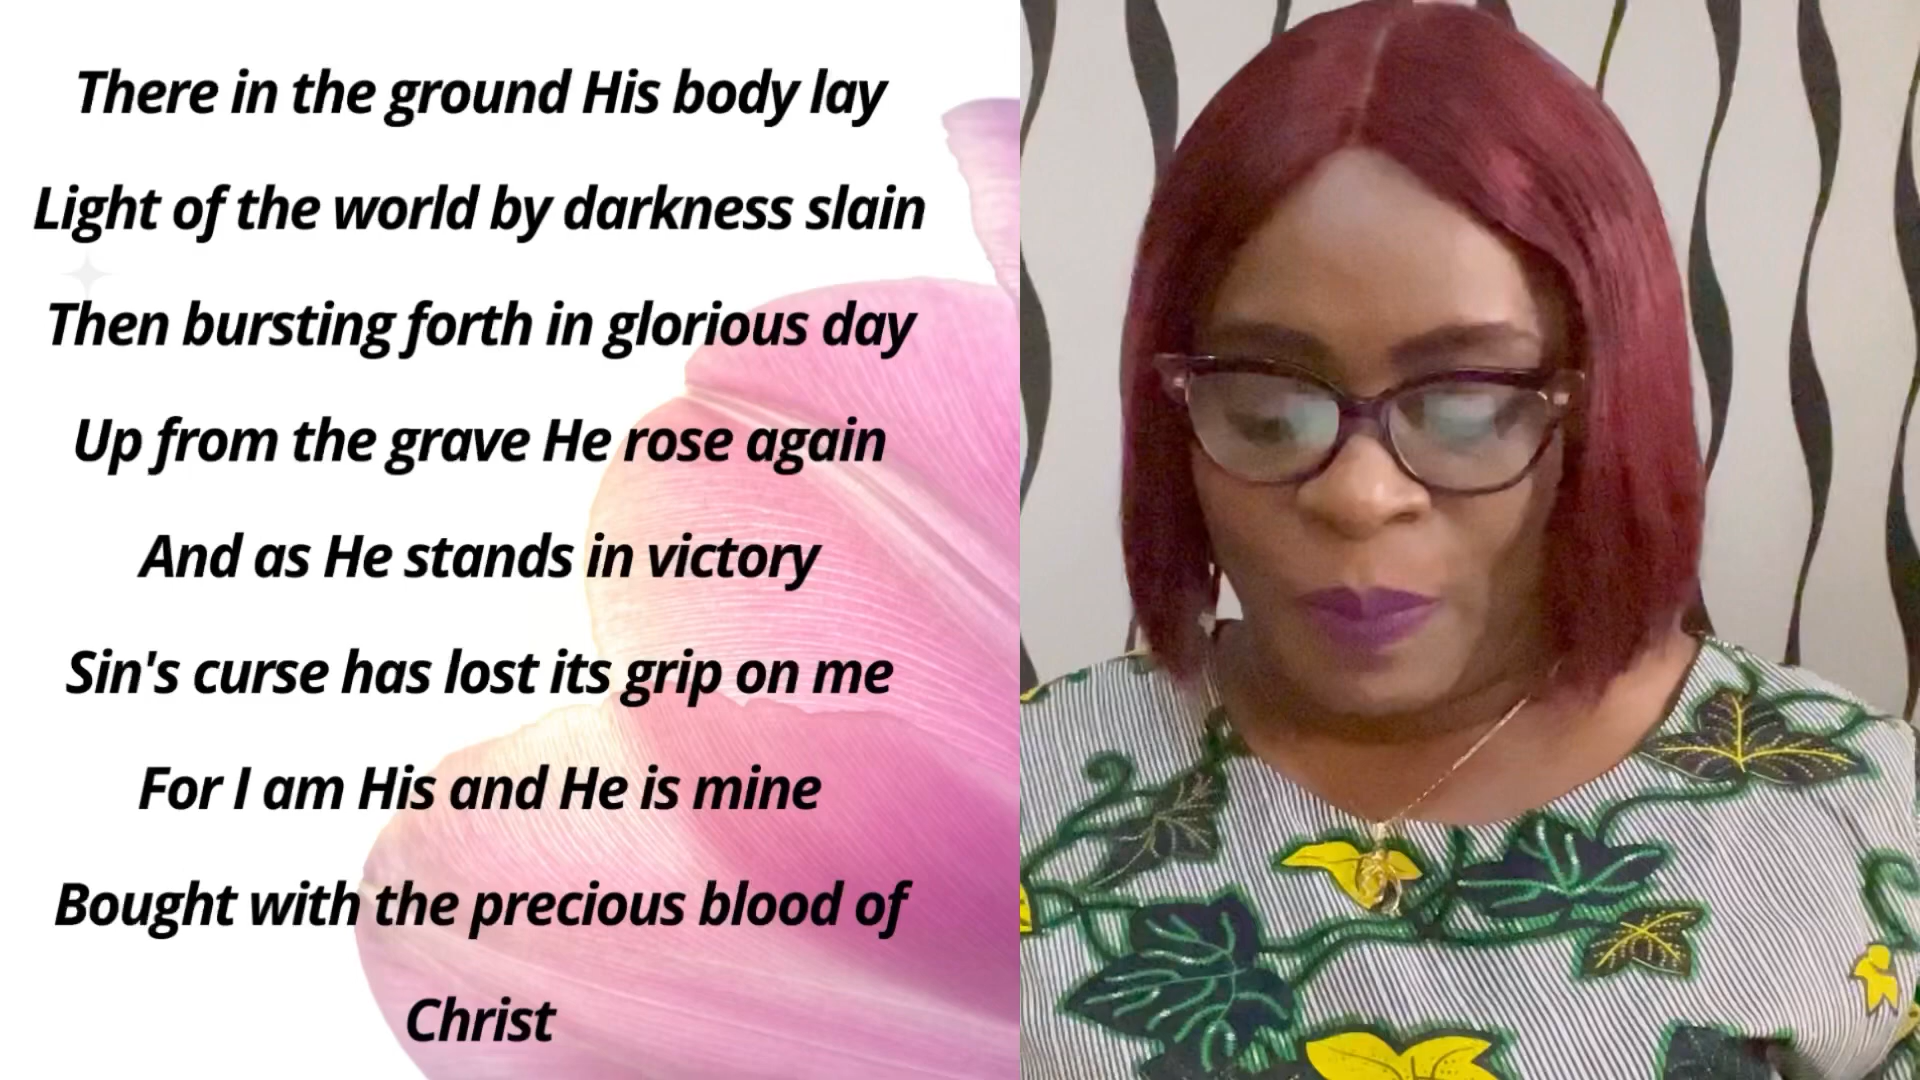 There in the ground His body lay
Light of the world by darkness slain
Then bursting forth in glorious day
Up from the grave He rose again
And as He stands in victory
Sin's curse has lost its grip on me
For I am His and He is mine
Bought with the precious blood of
Christ